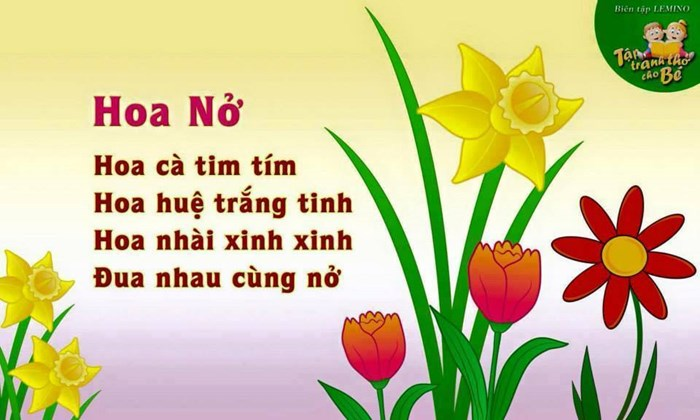 Biên tập LEMINO
Tập
tranh thơ
cho Bé
Hoa Nở
Hoa cà tim tím
Hoa huệ trắng tinh
Hoa nhài xinh xinh
Đua nhau cùng nở